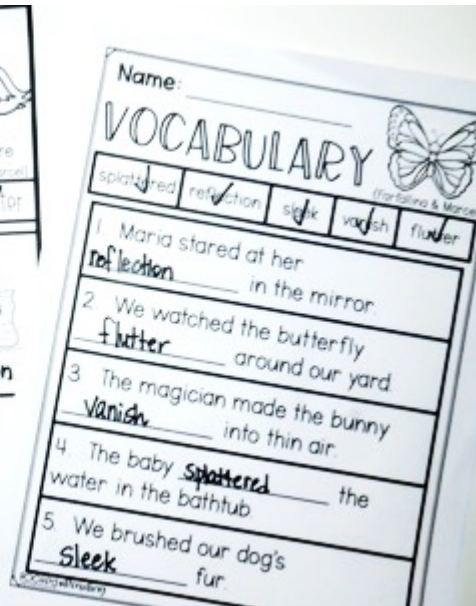 Name:
VOCABULARY
(Farfallina & Marcel)
splattered reflection sleek vanish flutter
1. Maria stared at her
reflection in the mirror.
2. We watched the butterfly
flutter around our yard.
3. The magician made the bunny
vanish into thin air.
4. The baby splattered the
water in the bathtub.
5. We brushed our dog's
sleek fur.